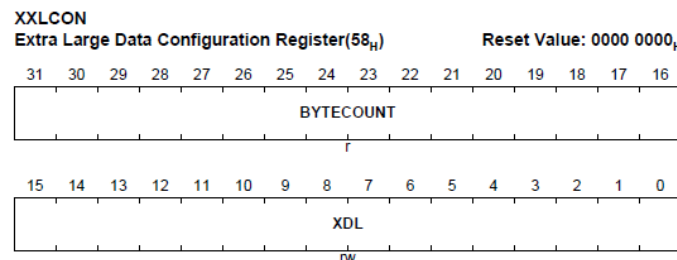 XXLCON
Extra Large Data Configuration Register(58H) Reset Value: 0000 0000H
31 30 29 28 27 26 25 24 23 22 21 20 19 18 17 16
BYTECOUNT
r
15 14 13 12 11 10 9 8 7 6 5 4 3 2 1 0
XDL
rw